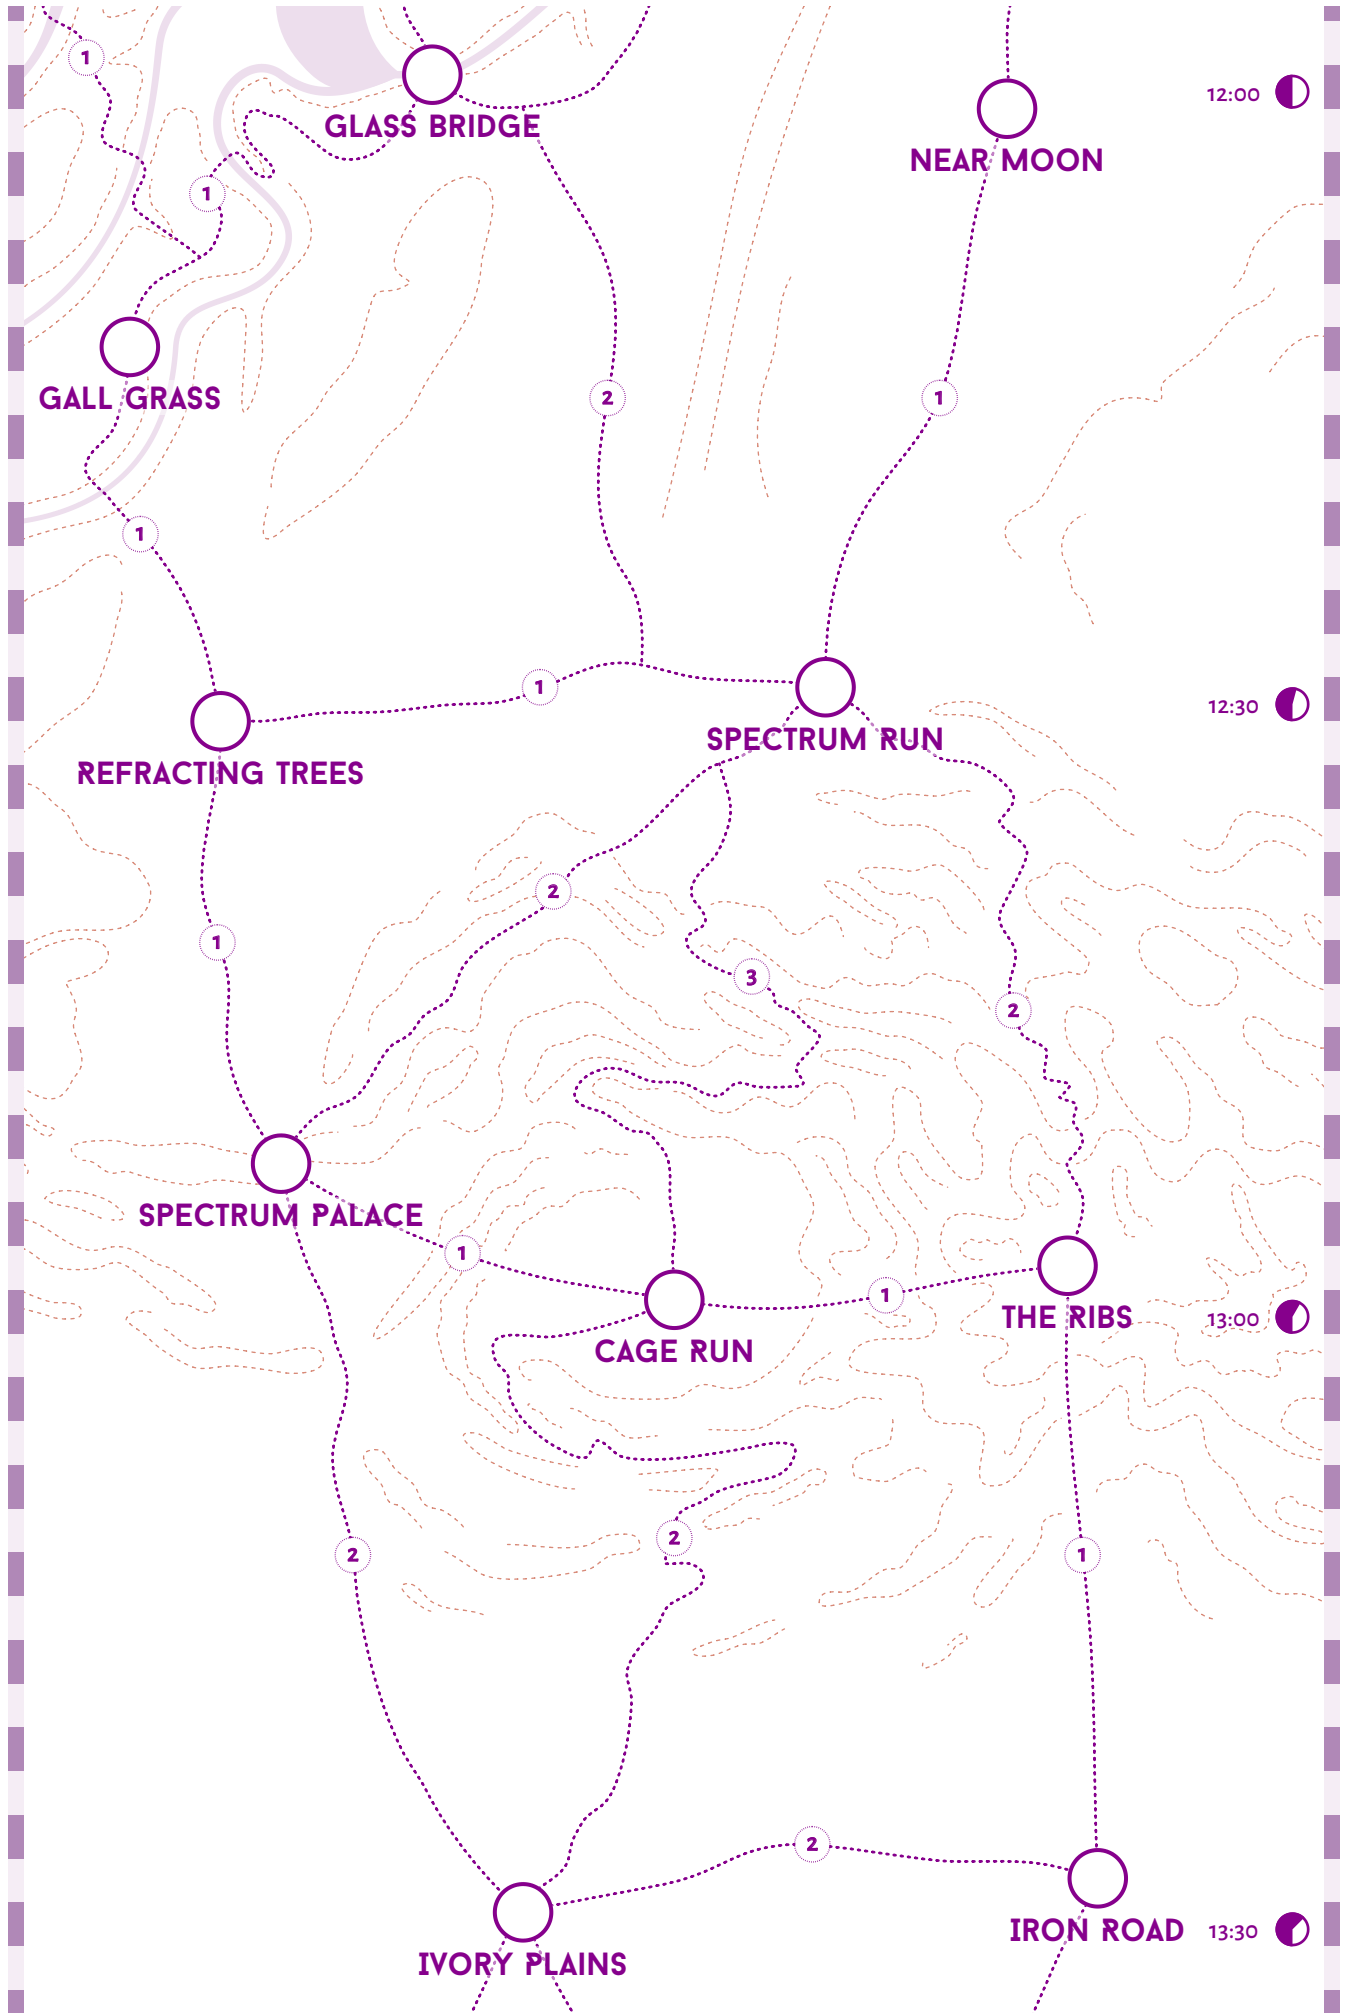 1
12:00
GLASS BRIDGE
NEAR MOON
1
GALL GRASS
2
1
1
1
12:30
SPECTRUM RUN
REFRACTING TREES
2
1
3
2
SPECTRUM PALACE
1
1
THE RIBS
13:00
CAGE RUN
2
2
1
2
IRON ROAD
13:30
IVORY PLAINS